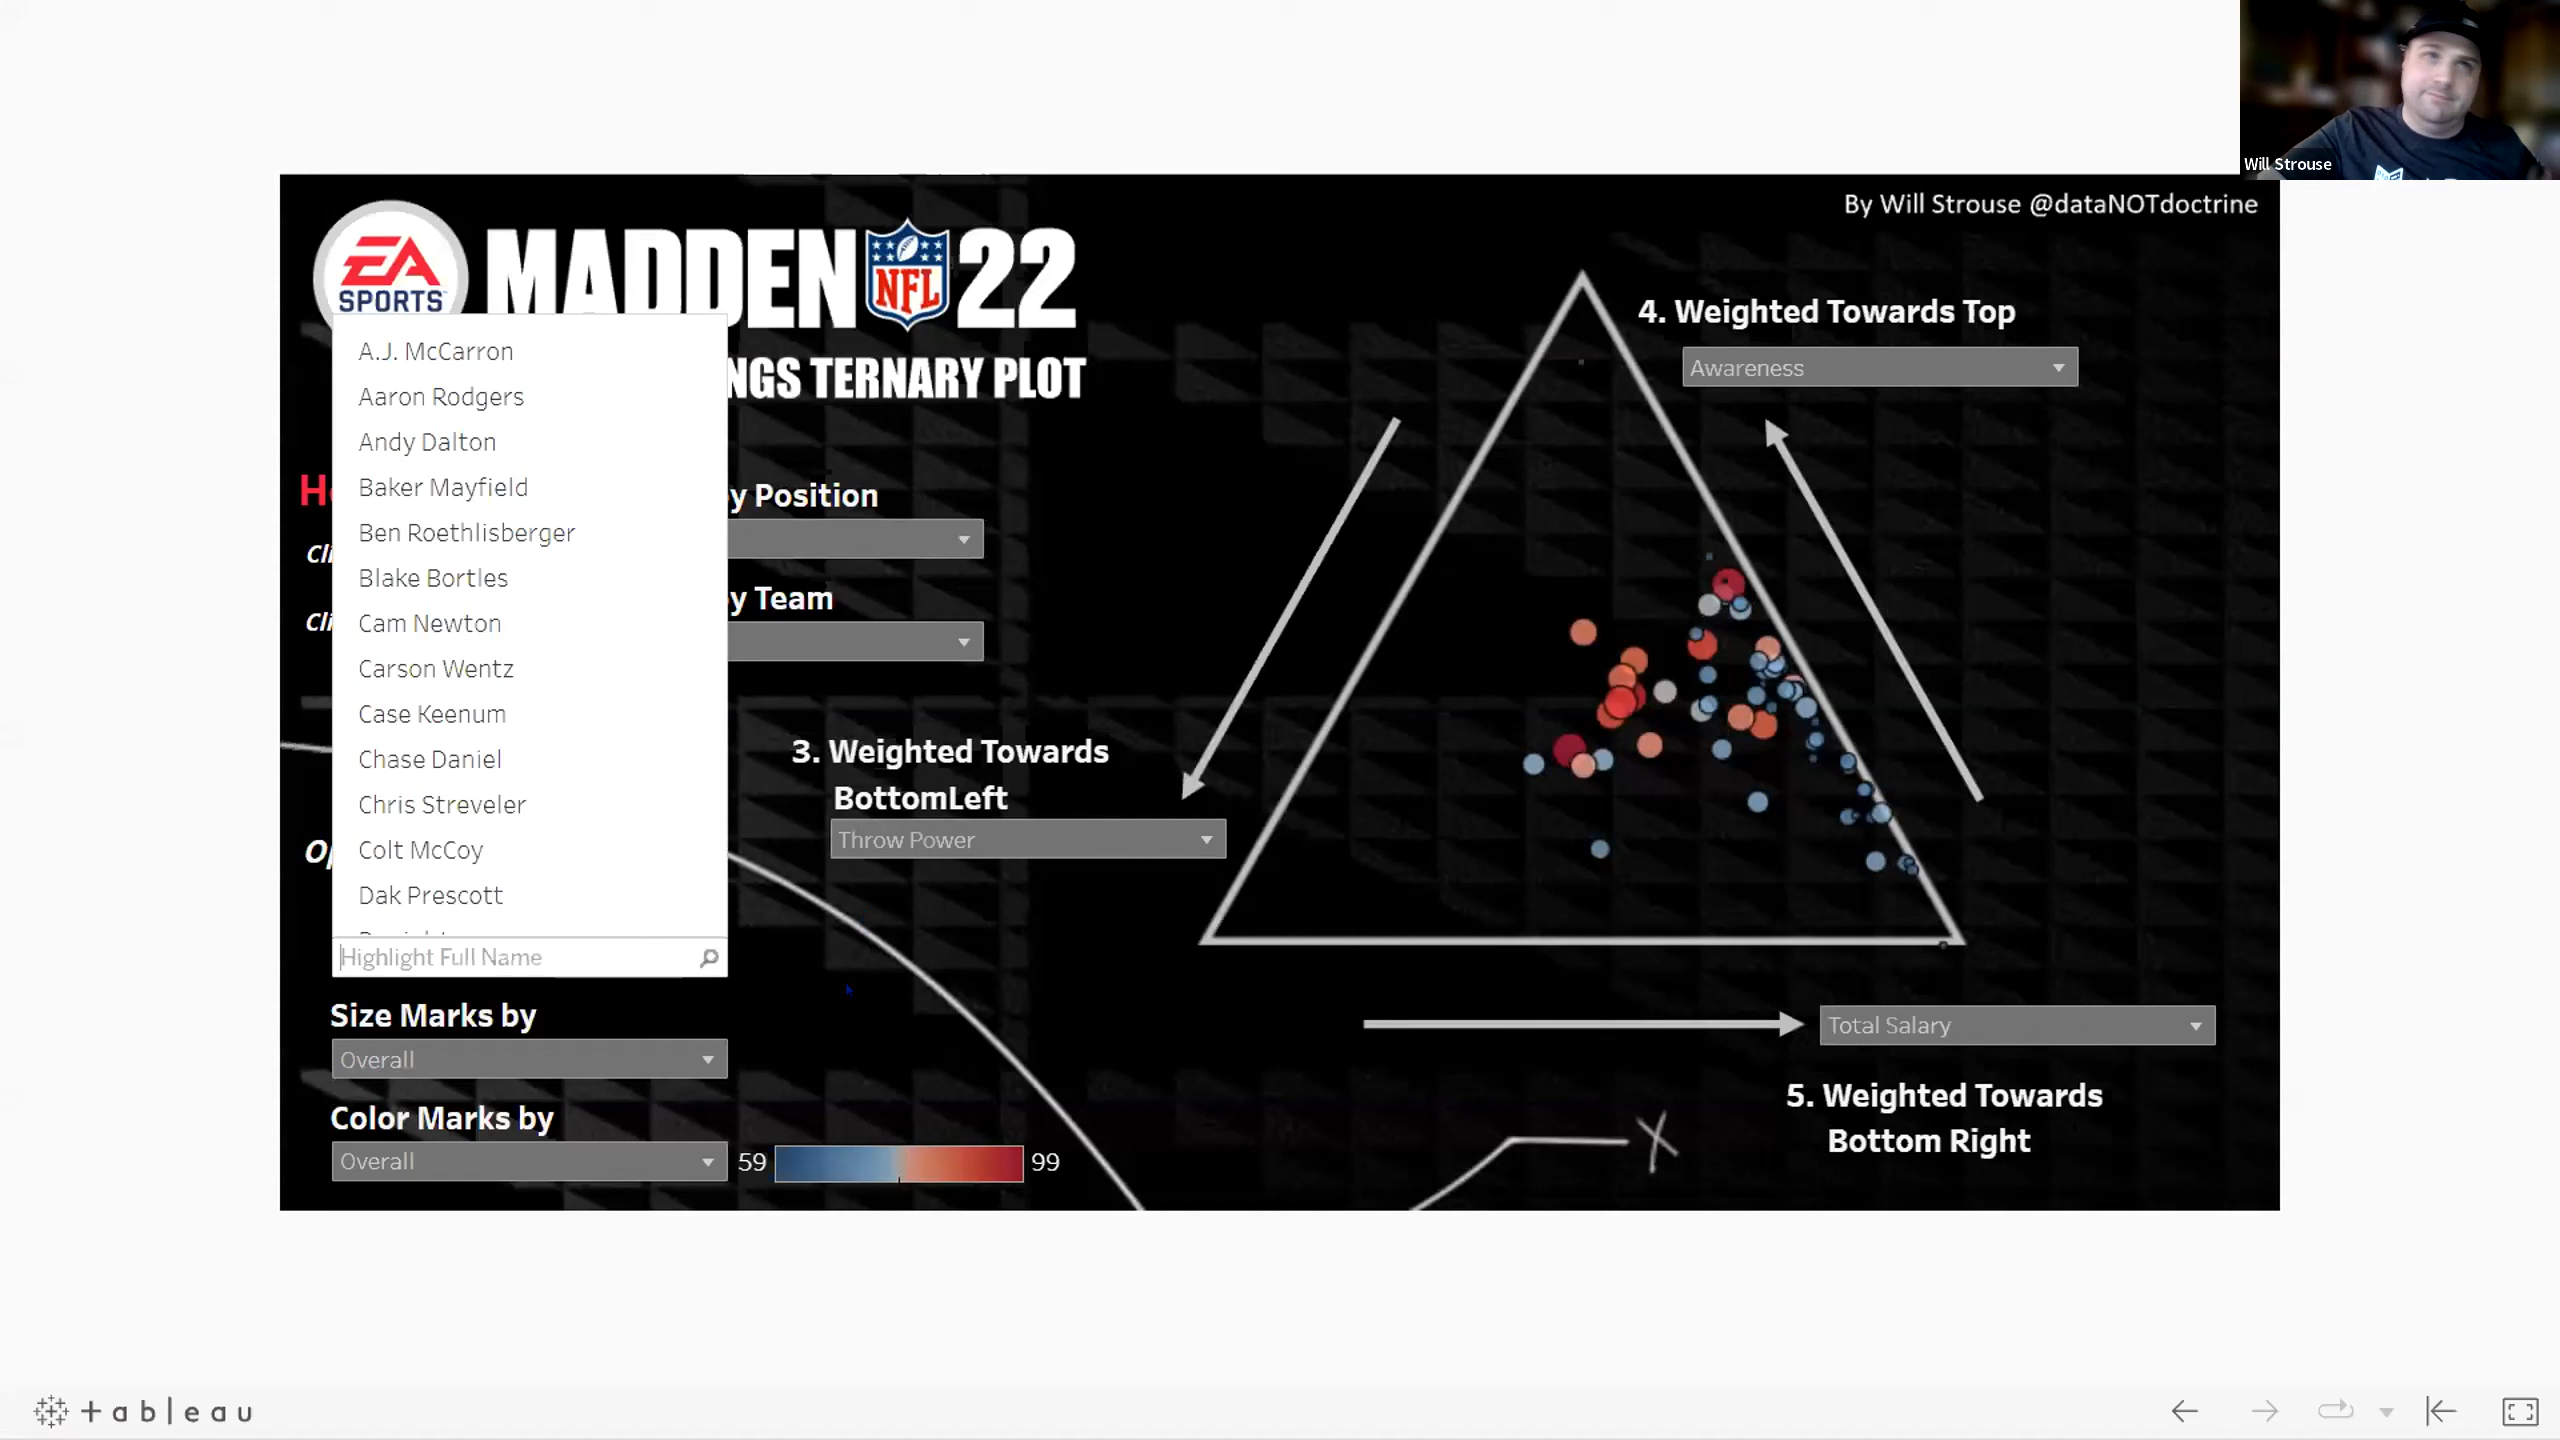 Will Strouse
By Will Strouse @dataNOTdoctrine
EA
SPORTS
MADDEN NFL 22
NGS TERNARY PLOT
4. Weighted Towards Top
Awareness
A.J. McCarron
Aaron Rodgers
Andy Dalton
Baker Mayfield
Ben Roethlisberger
Blake Bortles
Cam Newton
Carson Wentz
Case Keenum
Chase Daniel
Chris Streveler
Colt McCoy
Dak Prescott
Highlight Full Name
y Position
y Team
3. Weighted Towards
BottomLeft
Throw Power
Size Marks by
Overall
Color Marks by
Overall
59
99
Total Salary
5. Weighted Towards
Bottom Right
+ableau